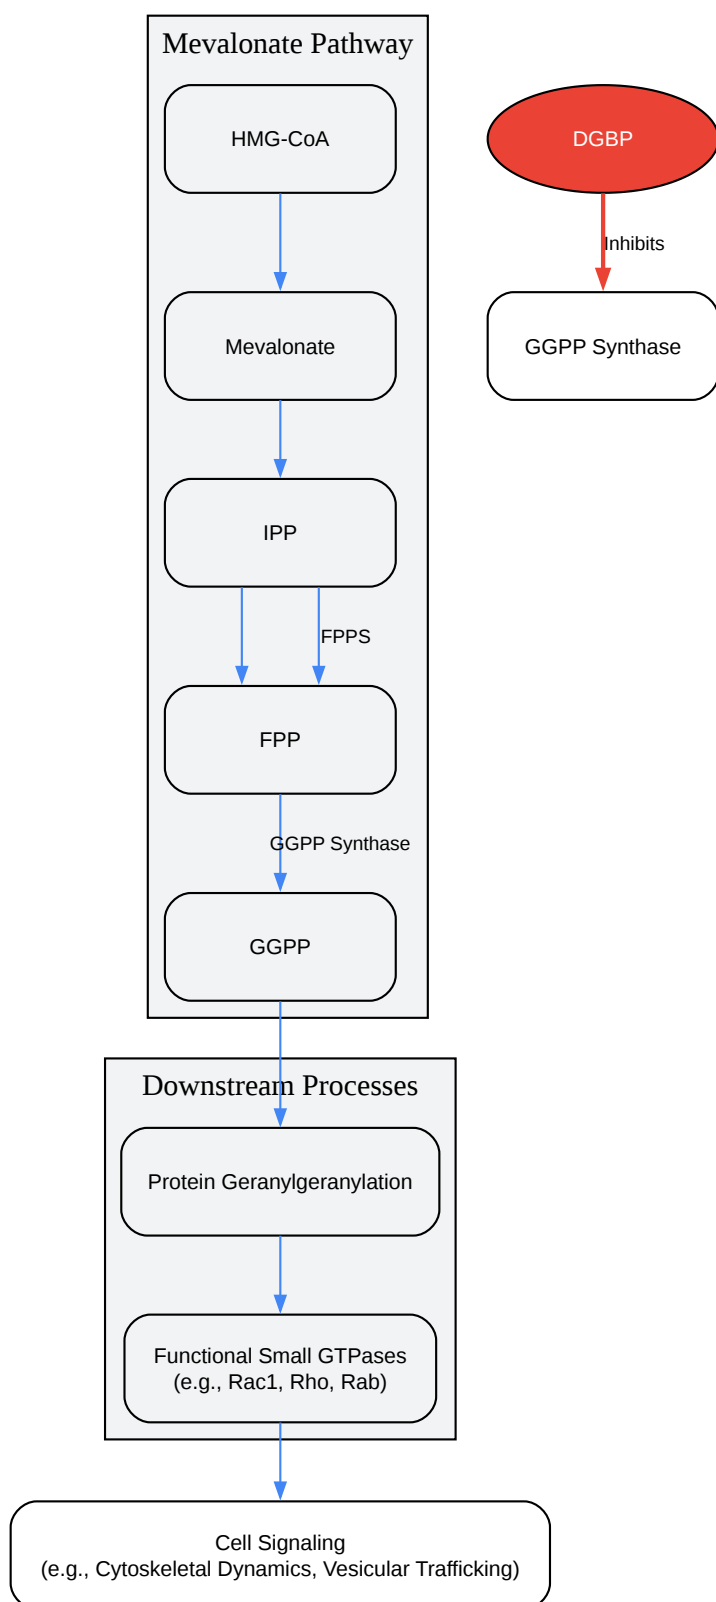 Mevalonate Pathway
HMG-CoA
DGBP
Inhibits
Mevalonate
GGPP Synthase
IPP
FPPS
FPP
GGPP Synthase
GGPP
Downstream Processes
Protein Geranylgeranylation
Functional Small GTPases
(e.g., Rac1, Rho, Rab)
Cell Signaling
(e.g., Cytoskeletal Dynamics, Vesicular Trafficking)